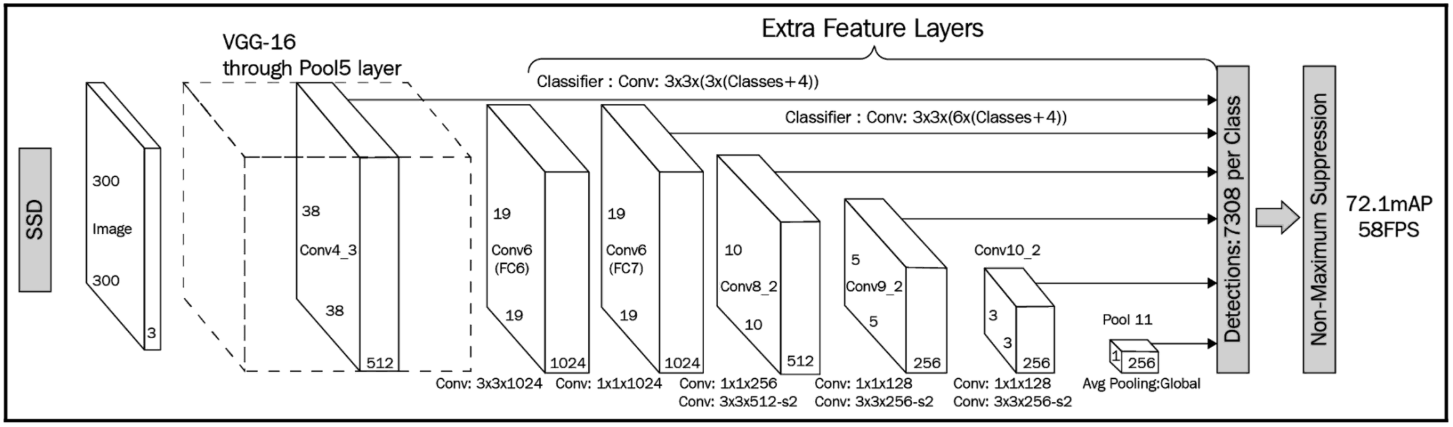 SSD
300
Image
300
3
VGG-16
through Pool5 layer
38
Conv4_3
38
512
Extra Feature Layers
Classifier : Conv: 3x3x(3x(Classes+4))
Classifier : Conv: 3x3x(6x(Classes+4))
19
Conv6
(FC6)
19
1024
Conv: 3x3x1024
19
Conv6
(FC7)
19
1024
Conv: 1x1x1024
10
Conv8_2
10
512
Conv: 1x1x256
Conv: 3x3x512-s2
5
Conv9_2
5
256
Conv: 1x1x128
Conv: 3x3x256-s2
Conv10_2
3
3
256
Conv: 1x1x128
Conv: 3x3x256-s2
Pool 11
1
256
Avg Pooling:Global
Detections:7308 per Class
Non-Maximum Suppression
72.1mAP
58FPS